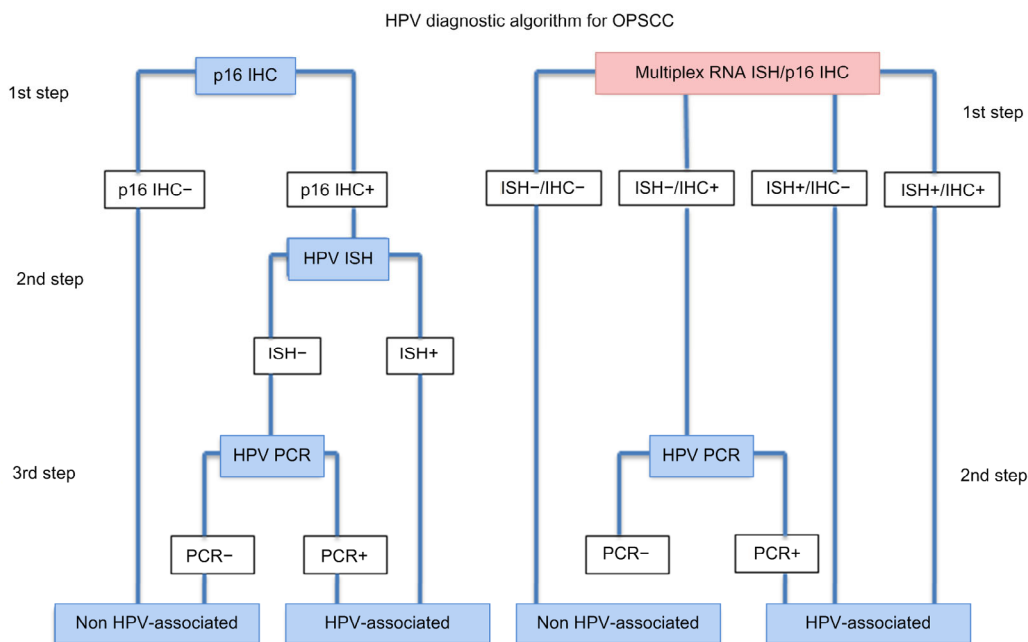 HPV diagnostic algorithm for OPSCC
p16 IHC
Multiplex RNA ISH/p16 IHC
1st step
1st step
p16 IHC−
p16 IHC+
ISH−/IHC−
ISH−/IHC+
ISH+/IHC−
ISH+/IHC+
HPV ISH
2nd step
ISH−
ISH+
HPV PCR
HPV PCR
3rd step
2nd step
PCR−
PCR+
PCR−
PCR+
Non HPV-associated
HPV-associated
Non HPV-associated
HPV-associated